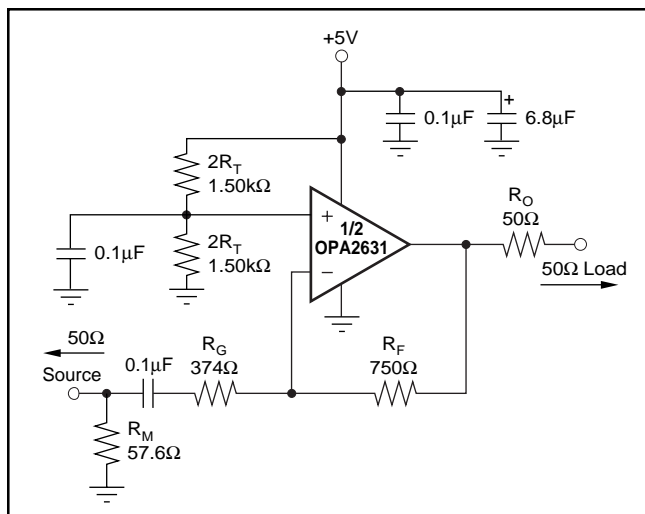 +5V
+
0.1μF
6.8μF
2R_T
1.50kΩ
2R_T
1.50kΩ
0.1μF
+
1/2
OPA2631
−
R_O
50Ω
50Ω Load
50Ω
Source
0.1μF
R_G
374Ω
R_F
750Ω
R_M
57.6Ω